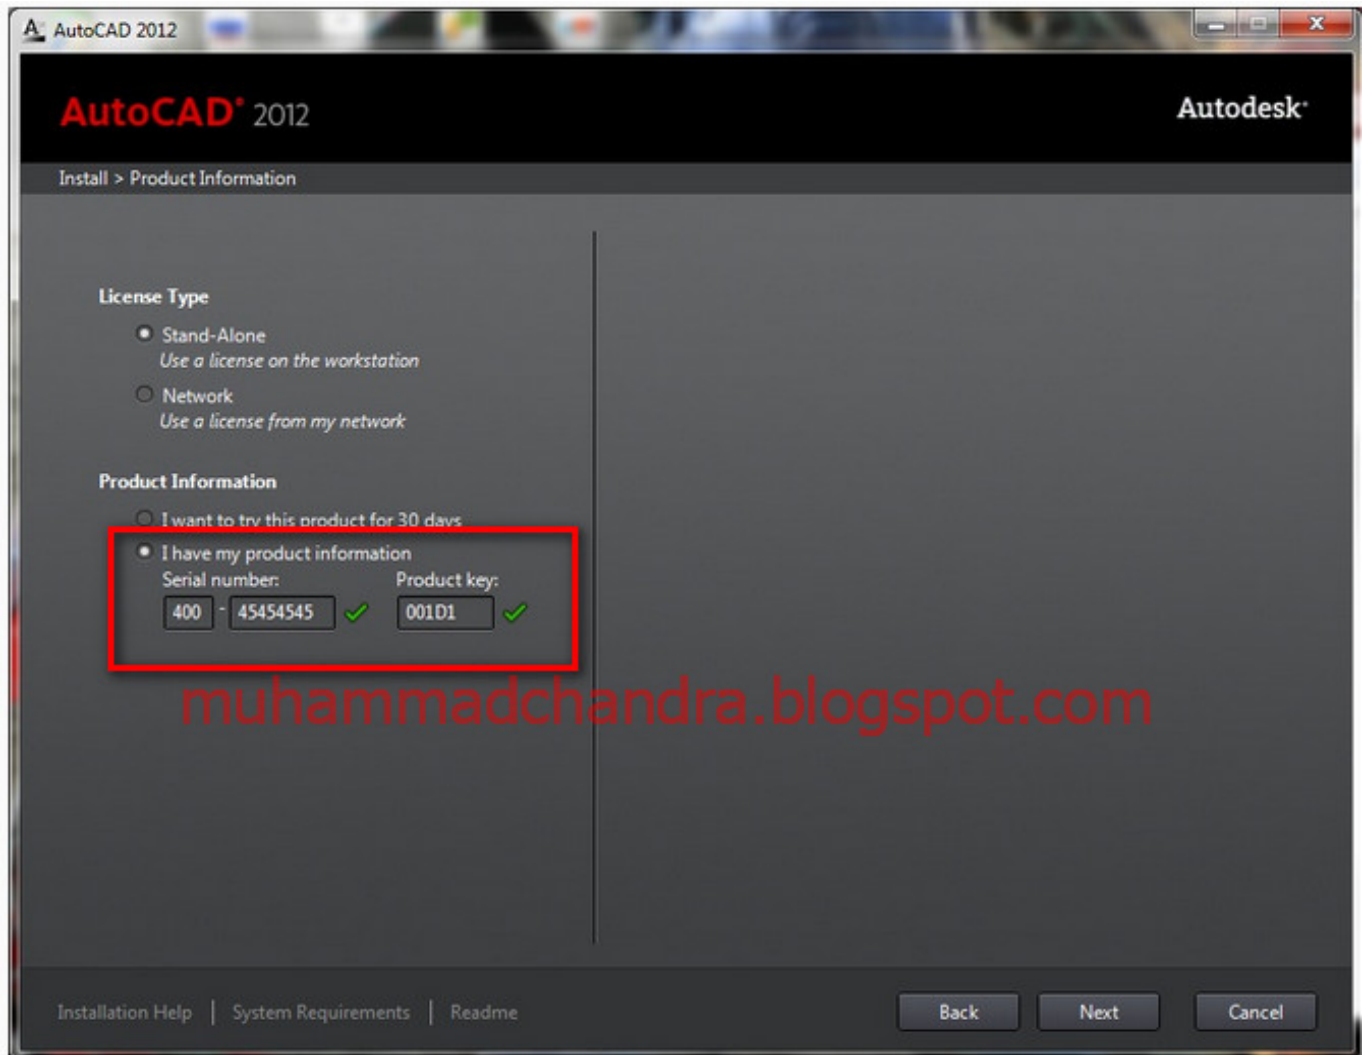 AutoCAD 2012
AutoCAD® 2012
Autodesk®
Install > Product Information
License Type
Stand-Alone
Use a license on the workstation
Network
Use a license from my network
Product Information
I want to try this product for 30 days
I have my product information
Serial number: Product key:
400 - 45454545 001D1
muhammadchandra.blogspot.com
Installation Help | System Requirements | Readme
Back Next Cancel